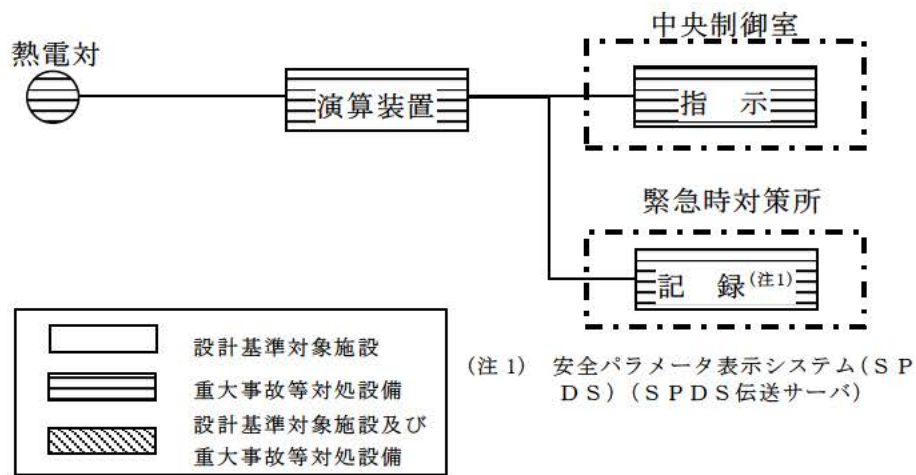 中央制御室
熱電対
演算装置
指　示
緊急時対策所
記　録(注1)
設計基準対象施設
重大事故等対処設備
設計基準対象施設及び
重大事故等対処設備
(注1)　安全パラメータ表示システム(ＳＰ
ＤＳ)(ＳＰＤＳ伝送サーバ)